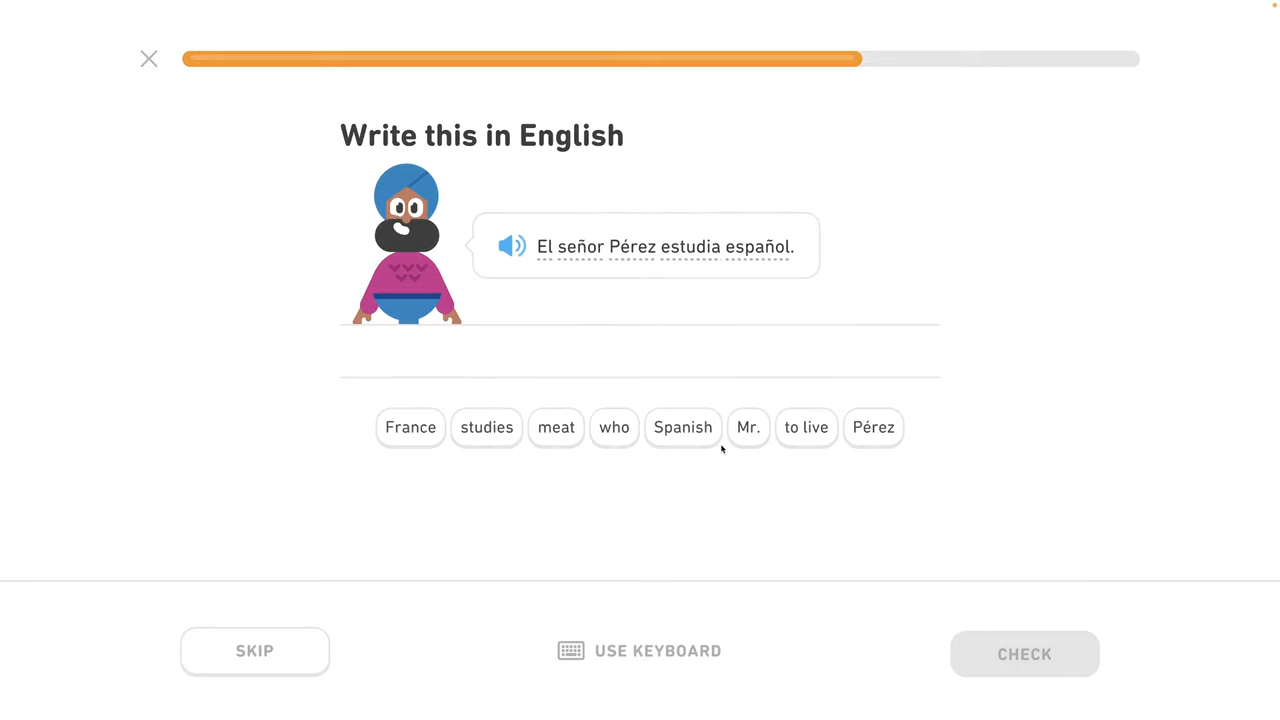 Write this in English
El señor Pérez estudia español.
France studies meat who Spanish Mr. to live Pérez
SKIP USE KEYBOARD CHECK